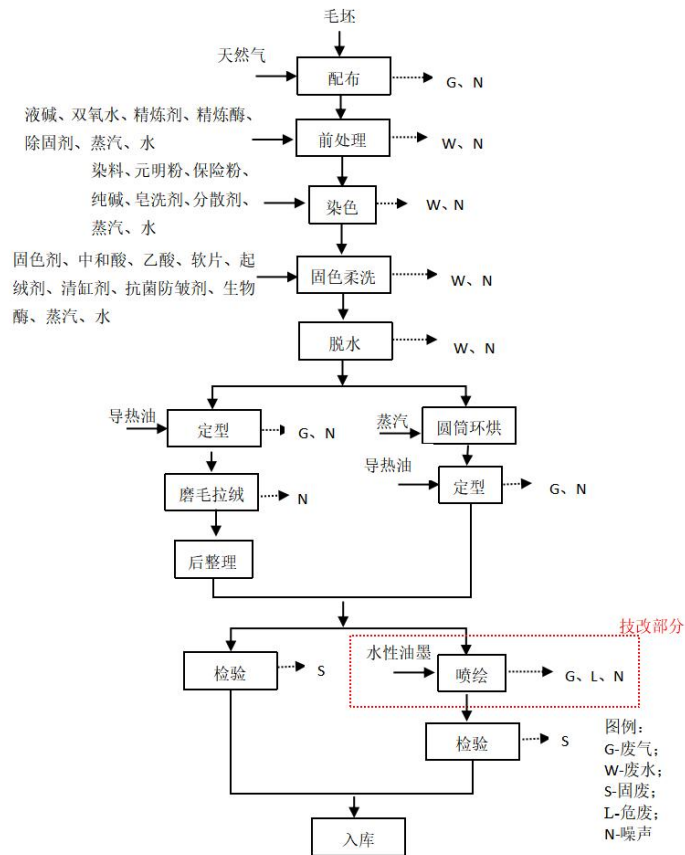 毛坯
天然气
配布
G、N
液碱、双氧水、精炼剂、精炼酶、
除固剂、蒸汽、水
前处理
W、N
染料、元明粉、保险粉、
纯碱、皂洗剂、分散剂、
蒸汽、水
染色
W、N
固色剂、中和酸、乙酸、软片、起
绒剂、清缸剂、抗菌防皱剂、生物
酶、蒸汽、水
固色柔洗
W、N
脱水
W、N
导热油
定型
G、N
蒸汽
圆筒环烘
磨毛拉绒
N
导热油
定型
G、N
后整理
技改部分
检验
S
水性油墨
喷绘
G、L、N
检验
S
图例：
G-废气；
W-废水；
S-固废；
L-危废；
N-噪声
入库